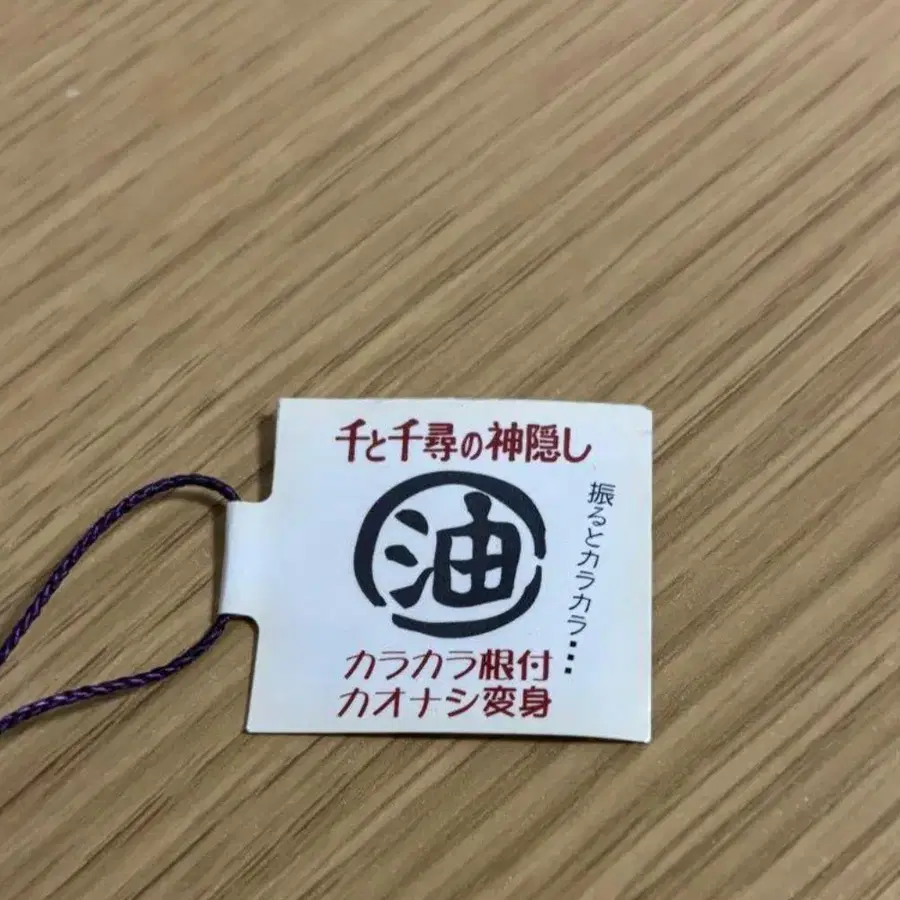 千と千尋の神隠し
油
振るとカラカラ・・・
カラカラ根付
カオナシ変身